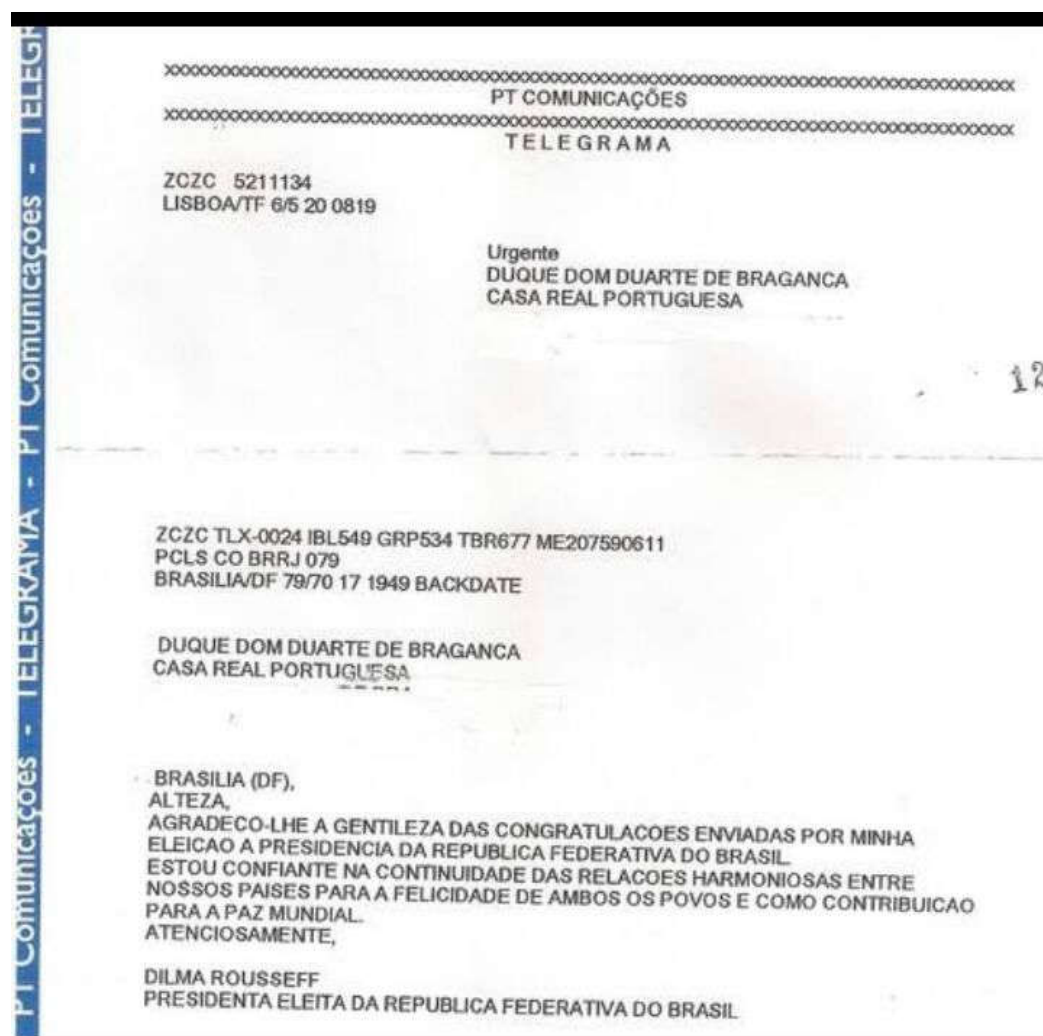 PT Comunicações - TELEGRAMA - PT Comunicações - TELEGR
xxxxxxxxxxxxxxxxxxxxxxxxxxxxxxxxxxxxxxxxxxxxxxxxxxxxxxxxxxxxxxxxxxxxxxxxxxxxxxxxxxxx
PT COMUNICAÇÕES
xxxxxxxxxxxxxxxxxxxxxxxxxxxxxxxxxxxxxxxxxxxxxxxxxxxxxxxxxxxxxxxxxxxxxxxxxxxxxxxxxxxx
T E L E G R A M A
ZCZC 5211134
LISBOA/TF 6/5 20 0819
Urgente
DUQUE DOM DUARTE DE BRAGANCA
CASA REAL PORTUGUESA
12
ZCZC TLX-0024 IBL549 GRP534 TBR677 ME207590611
PCLS CO BRRJ 079
BRASILIA/DF 79/70 17 1949 BACKDATE
DUQUE DOM DUARTE DE BRAGANCA
CASA REAL PORTUGUESA
BRASILIA (DF),
ALTEZA,
AGRADECO-LHE A GENTILEZA DAS CONGRATULACOES ENVIADAS POR MINHA
ELEICAO A PRESIDENCIA DA REPUBLICA FEDERATIVA DO BRASIL.
ESTOU CONFIANTE NA CONTINUIDADE DAS RELACOES HARMONIOSAS ENTRE
NOSSOS PAISES PARA A FELICIDADE DE AMBOS OS POVOS E COMO CONTRIBUICAO
PARA A PAZ MUNDIAL.
ATENCIOSAMENTE,
DILMA ROUSSEFF
PRESIDENTA ELEITA DA REPUBLICA FEDERATIVA DO BRASIL